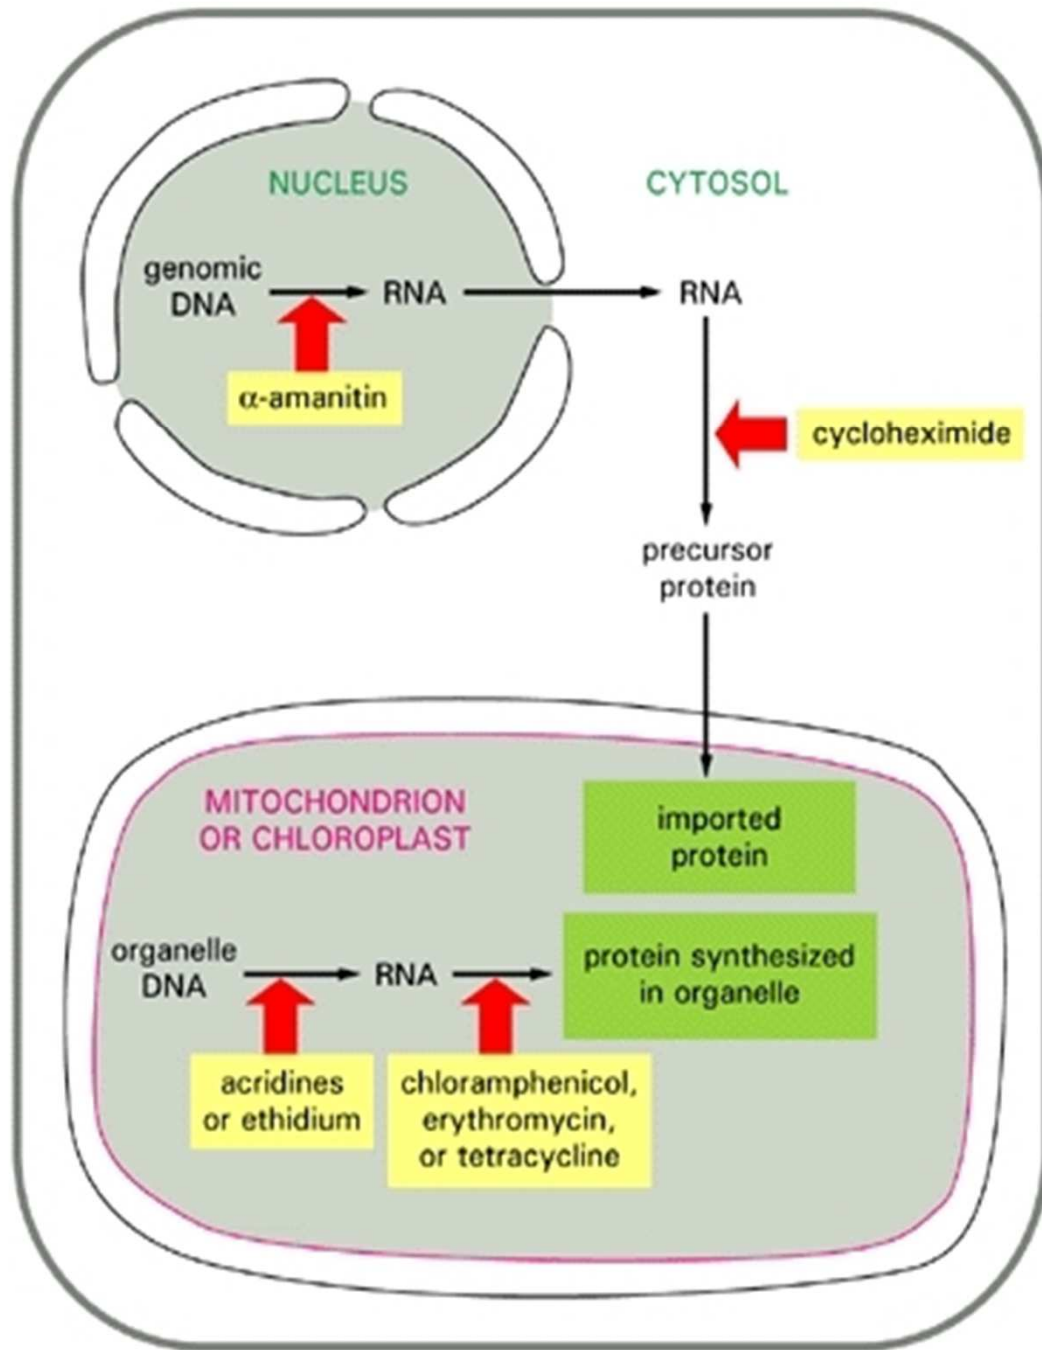 NUCLEUS
CYTOSOL
genomic
DNA
RNA
RNA
α-amanitin
cycloheximide
precursor
protein
MITOCHONDRION
OR CHLOROPLAST
imported
protein
organelle
DNA
RNA
protein synthesized
in organelle
acridines
or ethidium
chloramphenicol,
erythromycin,
or tetracycline